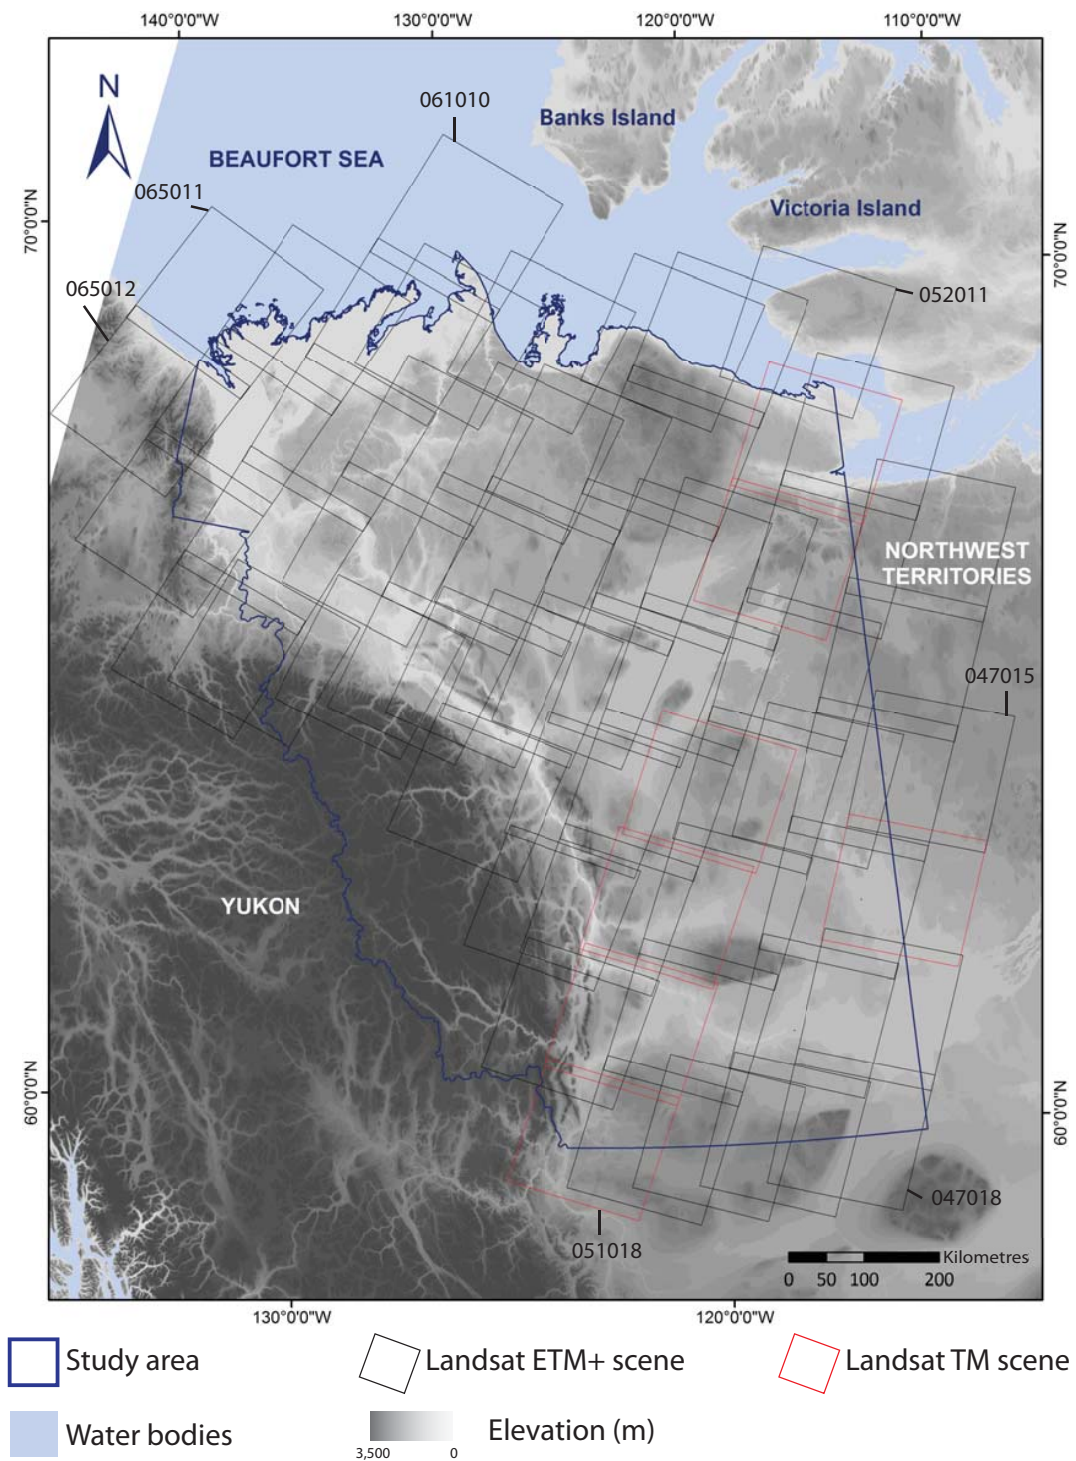 140°0'0"W
130°0'0"W
120°0'0"W
110°0'0"W
N
061010
Banks Island
BEAUFORT SEA
065011
Victoria Island
70°0'0"N
70°0'0"N
065012
052011
NORTHWEST
TERRITORIES
047015
YUKON
60°0'0"N
60°0'0"N
047018
051018
Kilometres
0 50 100 200
130°0'0"W
120°0'0"W
Study area
Landsat ETM+ scene
Landsat TM scene
Water bodies
Elevation (m)
3,500 0